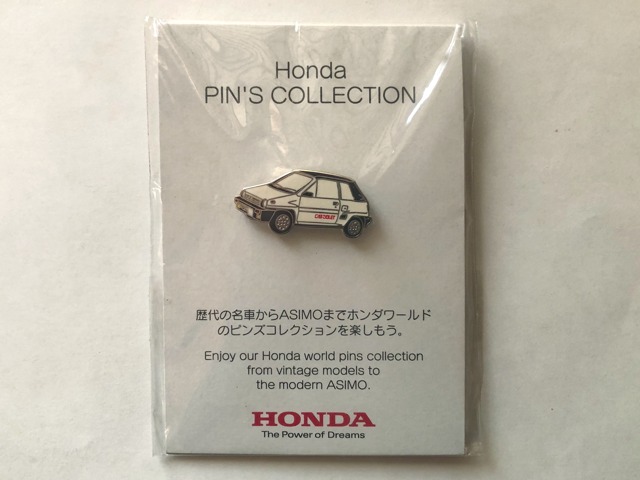 Honda
PIN'S COLLECTION
歴代の名車からASIMOまでホンダワールド
のピンズコレクションを楽しもう。
Enjoy our Honda world pins collection
from vintage models to
the modern ASIMO.
HONDA
The Power of Dreams